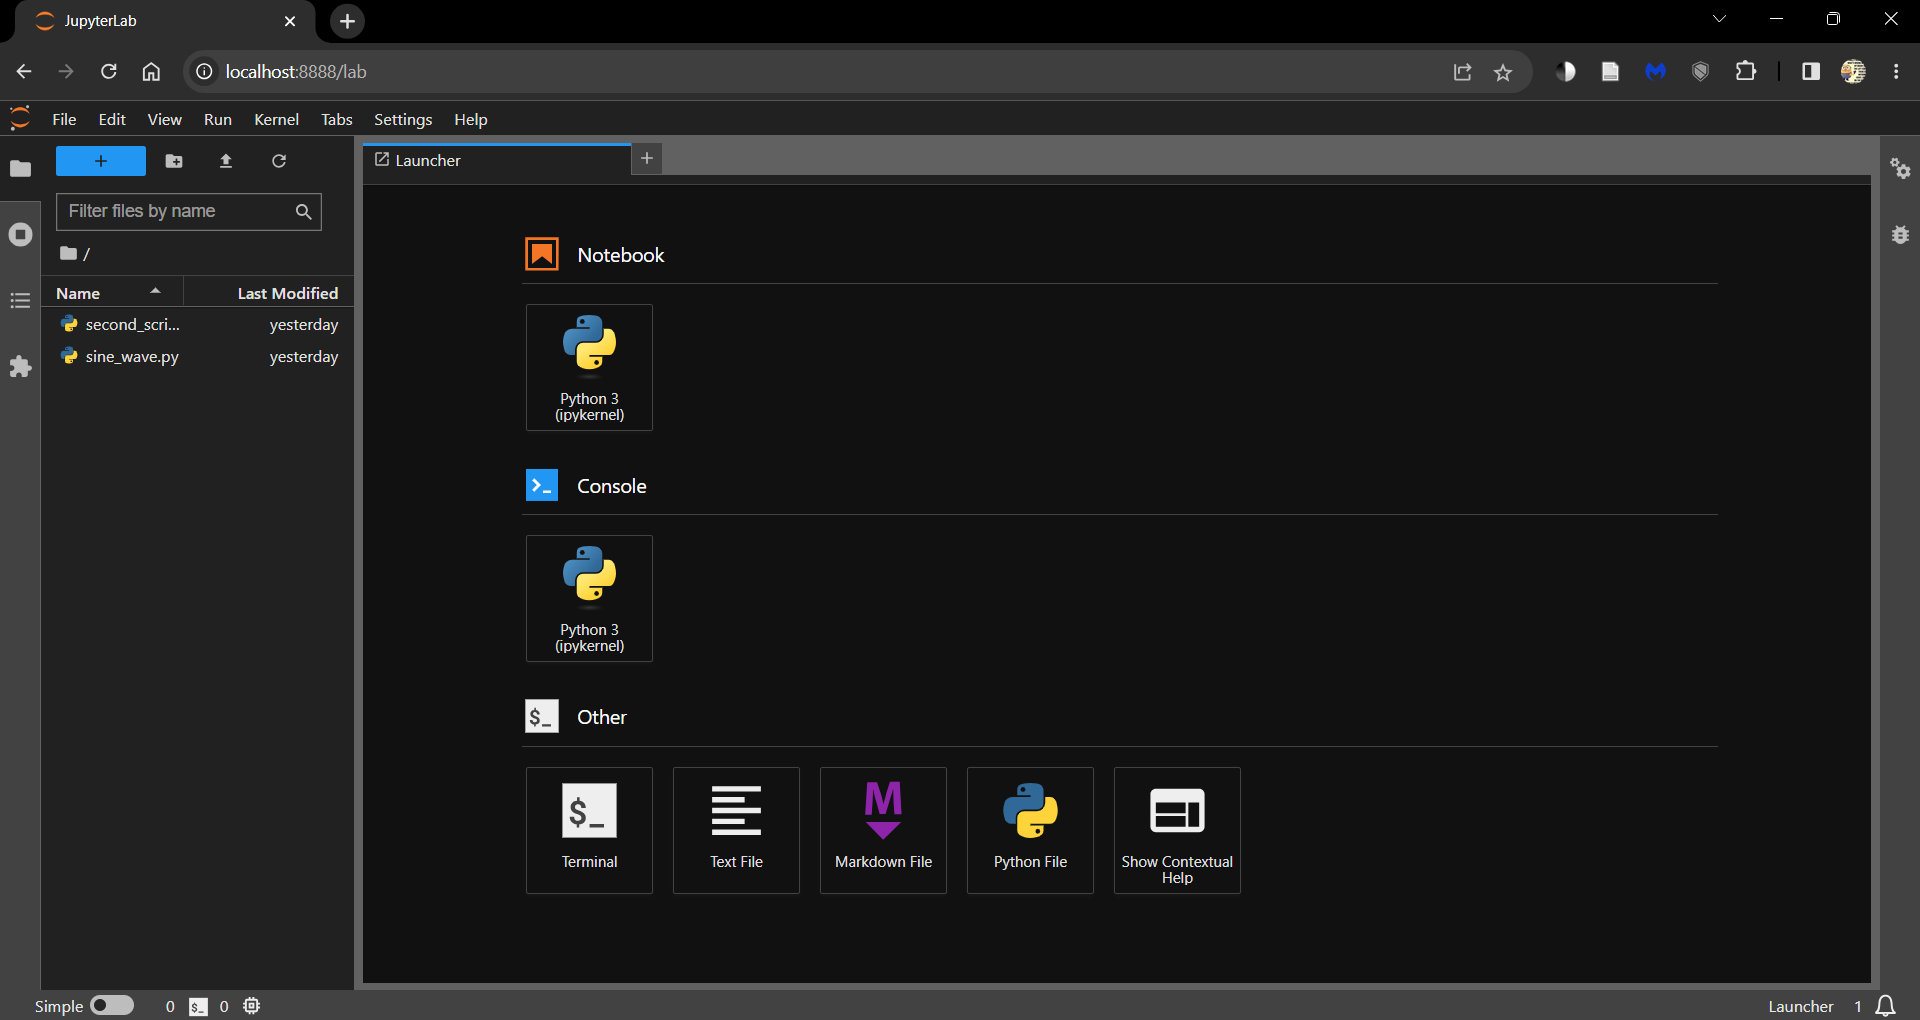 JupyterLab
localhost:8888/lab
File Edit View Run Kernel Tabs Settings Help
+
Launcher
+
Filter files by name
/
Name Last Modified
second_scri... yesterday
sine_wave.py yesterday
Notebook
Python 3
(ipykernel)
Console
Python 3
(ipykernel)
$_ Other
$_
Terminal
Text File
M
Markdown File
Python File
Show Contextual
Help
Simple 0 $_ 0
Launcher 1